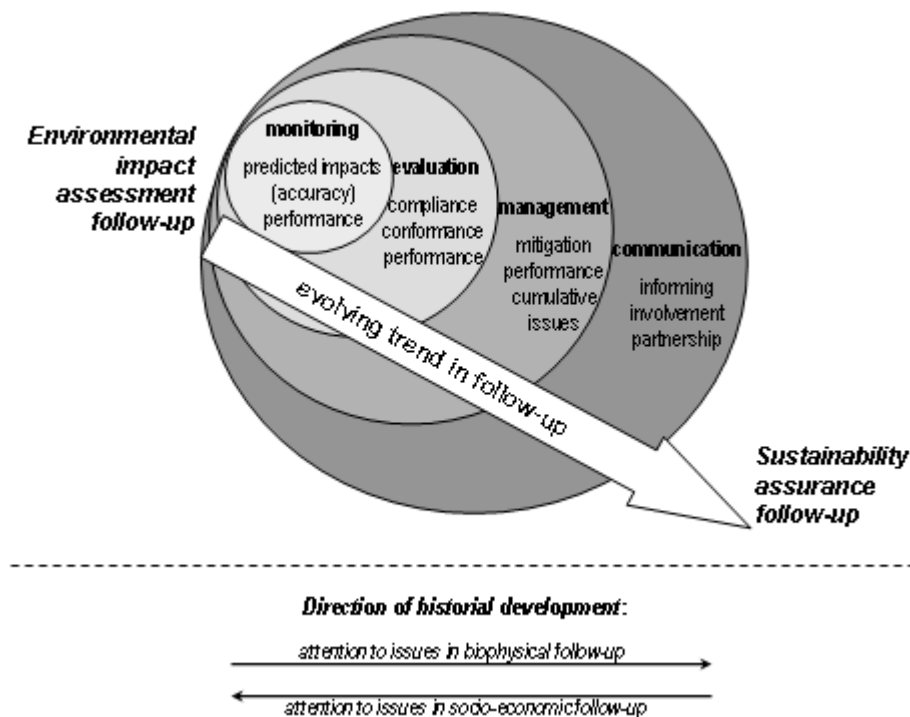 Environmental
impact
assessment
follow-up
monitoring
predicted impacts
(accuracy)
performance
evaluation
compliance
conformance
performance
management
mitigation
performance
cumulative
issues
communication
informing
involvement
partnership
evolving trend in follow-up
Sustainability
assurance
follow-up
Direction of historial development:
attention to issues in biophysical follow-up
attention to issues in socio-economic follow-up